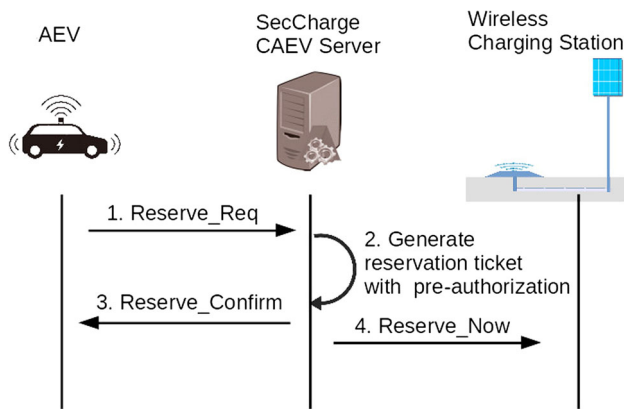 AEV
SecCharge
CAEV Server
Wireless
Charging Station
1. Reserve_Req
2. Generate
reservation ticket
with pre-authorization
3. Reserve_Confirm
4. Reserve_Now